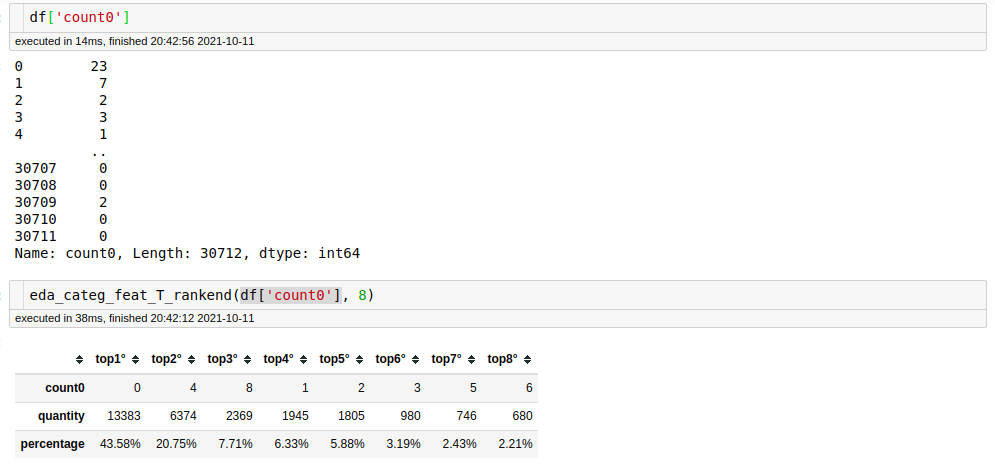 df['count0']
executed in 14ms, finished 20:42:56 2021-10-11
0 23
1 7
2 2
3 3
4 1
..
30707 0
30708 0
30709 2
30710 0
30711 0
Name: count0, Length: 30712, dtype: int64
eda_categ_feat_T_rankend(df['count0'], 8)
executed in 38ms, finished 20:42:12 2021-10-11
top1° top2° top3° top4° top5° top6° top7° top8°
count0 0 4 8 1 2 3 5 6
quantity 13383 6374 2369 1945 1805 980 746 680
percentage 43.58% 20.75% 7.71% 6.33% 5.88% 3.19% 2.43% 2.21%